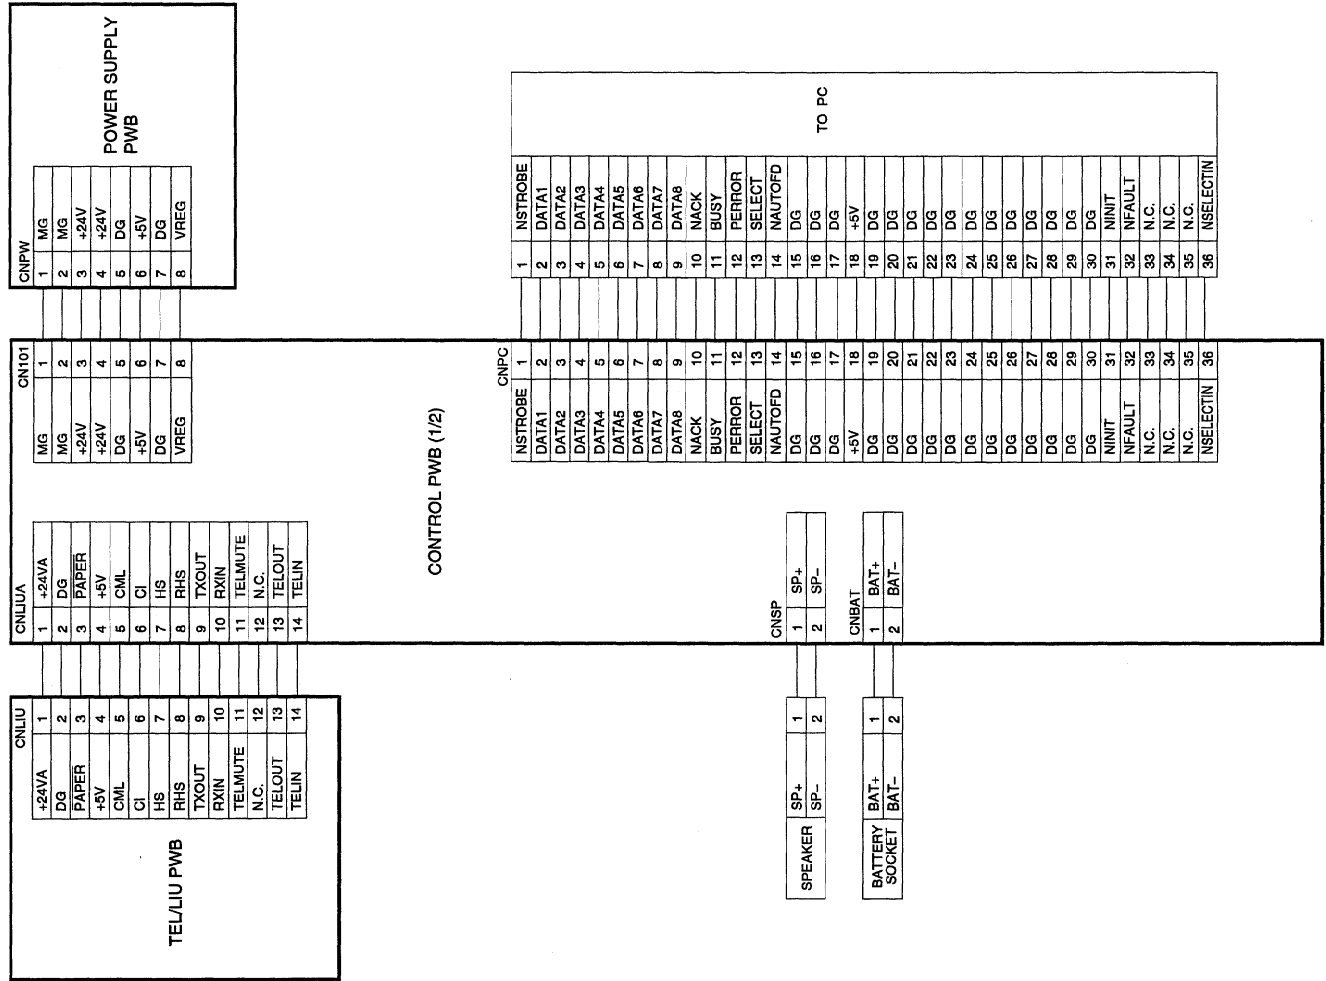 POWER SUPPLY
PWB
CNPW
1 MG
2 MG
3 +24V
4 +24V
5 DG
6 +5V
7 DG
8 VREG
CN101
MG 1
MG 2
+24V 3
+24V 4
DG 5
+5V 6
DG 7
VREG 8
TO PC
1 NSTROBE
2 DATA1
3 DATA2
4 DATA3
5 DATA4
6 DATA5
7 DATA6
8 DATA7
9 DATA8
10 NACK
11 BUSY
12 PERROR
13 SELECT
14 NAUTOFD
15 DG
16 DG
17 DG
18 +5V
19 DG
20 DG
21 DG
22 DG
23 DG
24 DG
25 DG
26 DG
27 DG
28 DG
29 DG
30 DG
31 NINIT
32 NFAULT
33 N.C.
34 N.C.
35 N.C.
36 NSELECTIN
CNPC
NSTROBE 1
DATA1 2
DATA2 3
DATA3 4
DATA4 5
DATA5 6
DATA6 7
DATA7 8
DATA8 9
NACK 10
BUSY 11
PERROR 12
SELECT 13
NAUTOFD 14
DG 15
DG 16
DG 17
+5V 18
DG 19
DG 20
DG 21
DG 22
DG 23
DG 24
DG 25
DG 26
DG 27
DG 28
DG 29
DG 30
NINIT 31
NFAULT 32
N.C. 33
N.C. 34
N.C. 35
NSELECTIN 36
CONTROL PWB (1/2)
CNLIUA
1 +24VA
2 DG
3 PAPER
4 +5V
5 CML
6 CI
7 HS
8 RHS
9 TXOUT
10 RXIN
11 TELMUTE
12 N.C.
13 TELOUT
14 TELIN
CNSP
1 SP+
2 SP–
CNBAT
1 BAT+
2 BAT–
CNLIU
+24VA 1
DG 2
PAPER 3
+5V 4
CML 5
CI 6
HS 7
RHS 8
TXOUT 9
RXIN 10
TELMUTE 11
N.C. 12
TELOUT 13
TELIN 14
TEL/LIU PWB
SPEAKER
SP+ 1
SP– 2
BATTERY
SOCKET
BAT+ 1
BAT– 2